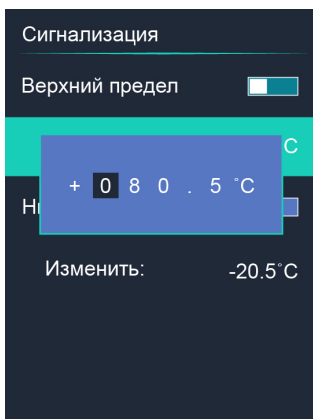 Сигнализация
Верхний предел
C
+ 0 8 0 . 5 °C
Изменить: -20.5°C